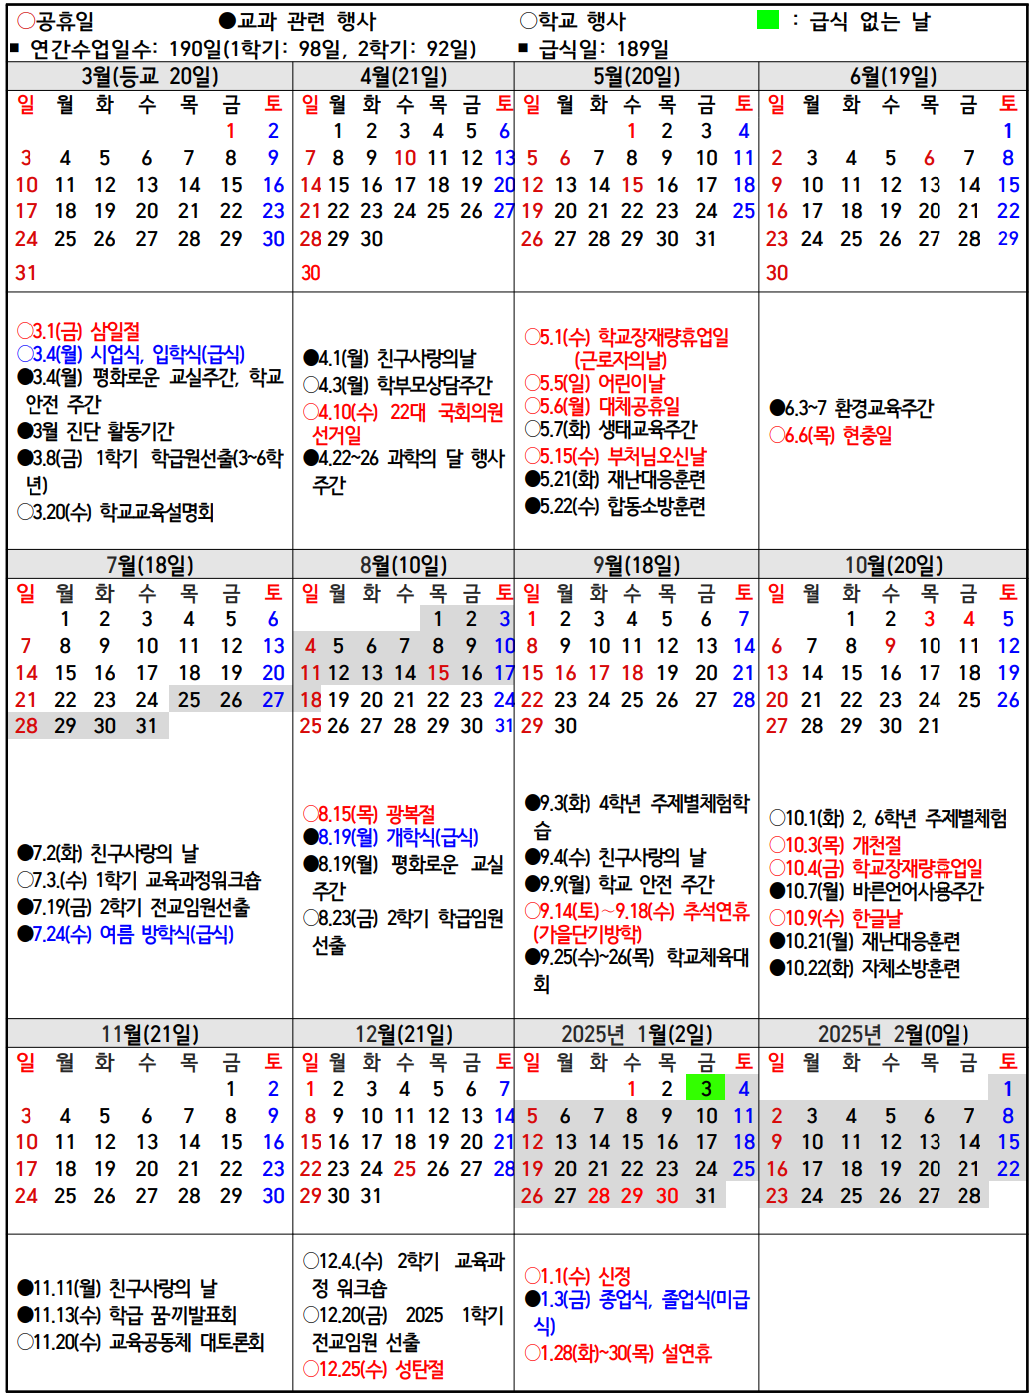 ○공휴일 ●교과 관련 행사 ○학교 행사 : 급식 없는 날
■ 연간수업일수: 190일(1학기: 98일, 2학기: 92일) ■ 급식일: 189일
3월(등교 20일)
일 월 화 수 목 금 토
1 2
3 4 5 6 7 8 9
10 11 12 13 14 15 16
17 18 19 20 21 22 23
24 25 26 27 28 29 30
31
4월(21일)
일 월 화 수 목 금 토
1 2 3 4 5 6
7 8 9 10 11 12 13
14 15 16 17 18 19 20
21 22 23 24 25 26 27
28 29 30
30
5월(20일)
일 월 화 수 목 금 토
1 2 3 4
5 6 7 8 9 10 11
12 13 14 15 16 17 18
19 20 21 22 23 24 25
26 27 28 29 30 31
6월(19일)
일 월 화 수 목 금 토
1
2 3 4 5 6 7 8
9 10 11 12 13 14 15
16 17 18 19 20 21 22
23 24 25 26 27 28 29
30
○3.1(금) 삼일절
○3.4(월) 시업식, 입학식(급식)
●3.4(월) 평화로운 교실주간, 학교
안전 주간
●3월 진단 활동기간
●3.8(금) 1학기 학급원선출(3~6학
년)
○3.20(수) 학교교육설명회
●4.1(월) 친구사랑의날
○4.3(월) 학부모상담주간
○4.10(수) 22대 국회의원
선거일
●4.22~26 과학의 달 행사
주간
○5.1(수) 학교장재량휴업일
(근로자의날)
○5.5(일) 어린이날
○5.6(월) 대체공휴일
○5.7(화) 생태교육주간
○5.15(수) 부처님오신날
●5.21(화) 재난대응훈련
●5.22(수) 합동소방훈련
●6.3~7 환경교육주간
○6.6(목) 현충일
7월(18일)
일 월 화 수 목 금 토
1 2 3 4 5 6
7 8 9 10 11 12 13
14 15 16 17 18 19 20
21 22 23 24 25 26 27
28 29 30 31
8월(10일)
일 월 화 수 목 금 토
1 2 3
4 5 6 7 8 9 10
11 12 13 14 15 16 17
18 19 20 21 22 23 24
25 26 27 28 29 30 31
9월(18일)
일 월 화 수 목 금 토
1 2 3 4 5 6 7
8 9 10 11 12 13 14
15 16 17 18 19 20 21
22 23 24 25 26 27 28
29 30
10월(20일)
일 월 화 수 목 금 토
1 2 3 4 5
6 7 8 9 10 11 12
13 14 15 16 17 18 19
20 21 22 23 24 25 26
27 28 29 30 21
●7.2(화) 친구사랑의 날
○7.3.(수) 1학기 교육과정워크숍
●7.19(금) 2학기 전교임원선출
●7.24(수) 여름 방학식(급식)
○8.15(목) 광복절
●8.19(월) 개학식(급식)
●8.19(월) 평화로운 교실
주간
○8.23(금) 2학기 학급임원
선출
●9.3(화) 4학년 주제별체험학
습
●9.4(수) 친구사랑의 날
●9.9(월) 학교 안전 주간
○9.14(토)~9.18(수) 추석연휴
(가을단기방학)
●9.25(수)~26(목) 학교체육대
회
○10.1(화) 2, 6학년 주제별체험
○10.3(목) 개천절
○10.4(금) 학교장재량휴업일
●10.7(월) 바른언어사용주간
○10.9(수) 한글날
●10.21(월) 재난대응훈련
●10.22(화) 자체소방훈련
11월(21일)
일 월 화 수 목 금 토
1 2
3 4 5 6 7 8 9
10 11 12 13 14 15 16
17 18 19 20 21 22 23
24 25 26 27 28 29 30
12월(21일)
일 월 화 수 목 금 토
1 2 3 4 5 6 7
8 9 10 11 12 13 14
15 16 17 18 19 20 21
22 23 24 25 26 27 28
29 30 31
2025년 1월(2일)
일 월 화 수 목 금 토
1 2 3 4
5 6 7 8 9 10 11
12 13 14 15 16 17 18
19 20 21 22 23 24 25
26 27 28 29 30 31
2025년 2월(0일)
일 월 화 수 목 금 토
1
2 3 4 5 6 7 8
9 10 11 12 13 14 15
16 17 18 19 20 21 22
23 24 25 26 27 28
●11.11(월) 친구사랑의 날
●11.13(수) 학급 꿈·끼발표회
○11.20(수) 교육공동체 대토론회
○12.4.(수) 2학기 교육과
정 워크숍
○12.20(금) 2025 1학기
전교임원 선출
○12.25(수) 성탄절
○1.1(수) 신정
●1.3(금) 종업식, 졸업식(미급
식)
○1.28(화)~30(목) 설연휴